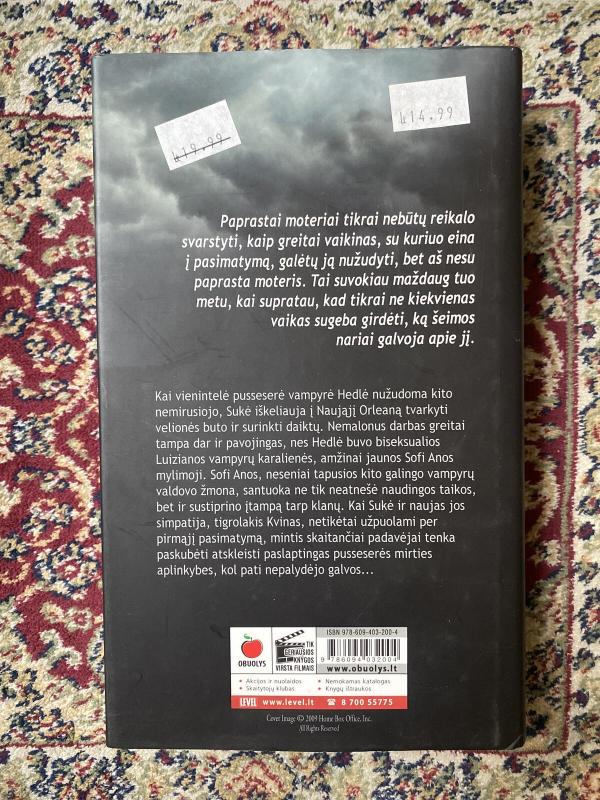 £19.99
£14.99
Paprastai moteriai tikrai nebūtų reikalo
svarstyti, kaip greitai vaikinas, su kuriuo eina
į pasimatymą, galėtų ją nužudyti, bet aš nesu
paprasta moteris. Tai suvokiau maždaug tuo
metu, kai supratau, kad tikrai ne kiekvienas
vaikas sugeba girdėti, ką šeimos
nariai galvoja apie jį.
Kai vienintelė pusseserė vampyrė Hedlė nužudoma kito
nemirusiojo, Sukė iškeliauja į Naująjį Orleaną tvarkyti
velionės buto ir surinkti daiktų. Nemalonus darbas greitai
tampa dar ir pavojingas, nes Hedlė buvo biseksualios
Luizianos vampyrų karalienės, amžinai jaunos Sofi Anos
mylimoji. Sofi Anos, neseniai tapusios kito galingo vampyrų
valdovo žmona, santuoka ne tik neatnešė naudingos taikos,
bet ir sustiprino įtampą tarp klanų. Kai Sukė ir naujas jos
simpatija, tigrolakis Kvinas, netikėtai užpuolami per
pirmąjį pasimatymą, mintis skaitančiai padavėjai tenka
paskubėti atskleisti paslaptingas pusseserės mirties
aplinkybes, kol pati nepalydėjo galvos...
OBUOLYS
TIK
GERIAUSIOS
KNYGOS
VIRSTA FILMAIS
ISBN 978-609-403-200-4
9 786094 032004
www.obuolys.lt
• Akcijos ir nuolaidos
• Nemokamas katalogas
• Skaitytojų klubas
• Knygų ištraukos
LEVEL www.level.lt ☎ 8 700 55775
Cover Image © 2009 Home Box Office, Inc.
All Rights Reserved